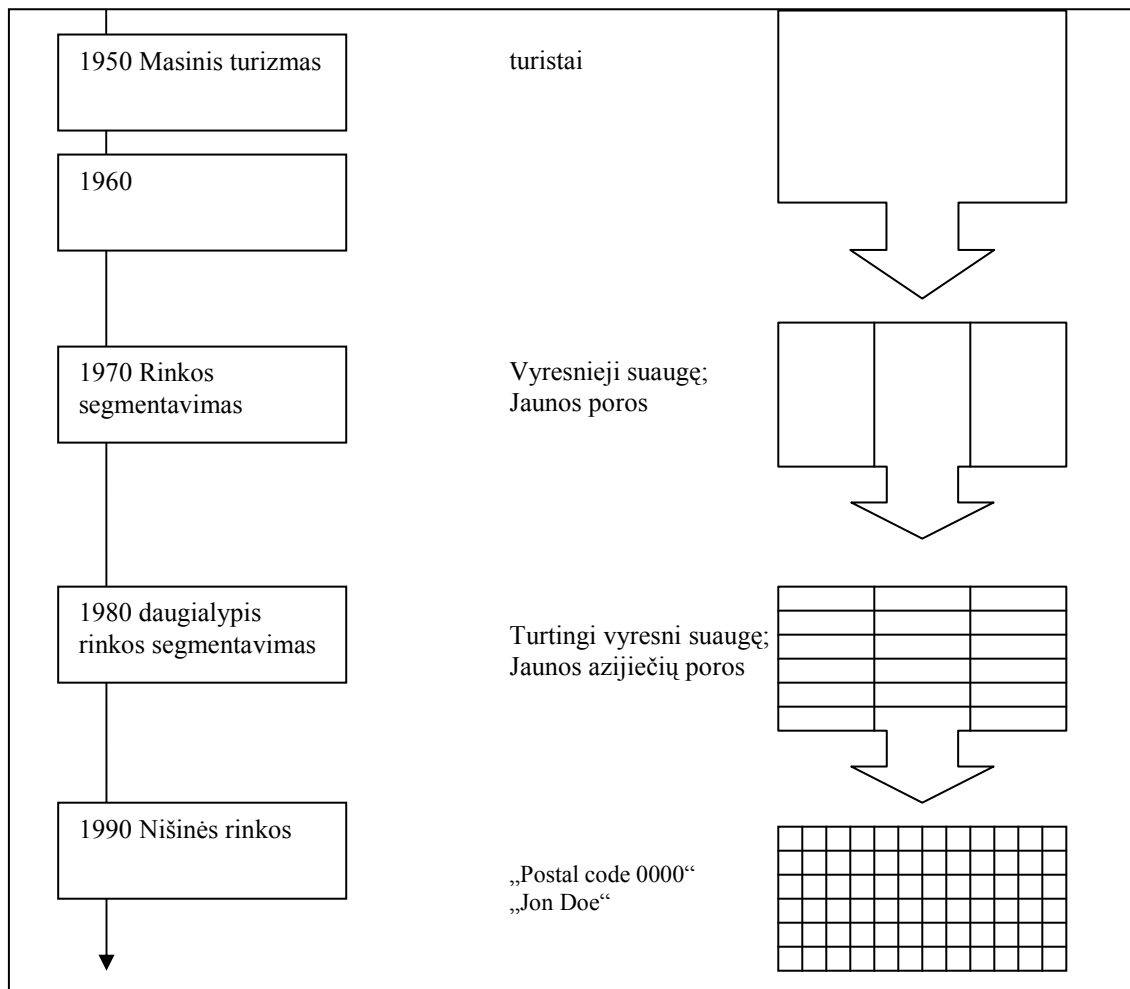 1950 Masinis turizmas
turistai
1960
1970 Rinkos
segmentavimas
Vyresnieji suaugę;
Jaunos poros
1980 daugialypis
rinkos segmentavimas
Turtingi vyresni suaugę;
Jaunos azijiečių poros
1990 Nišinės rinkos
„Postal code 0000“
„Jon Doe“